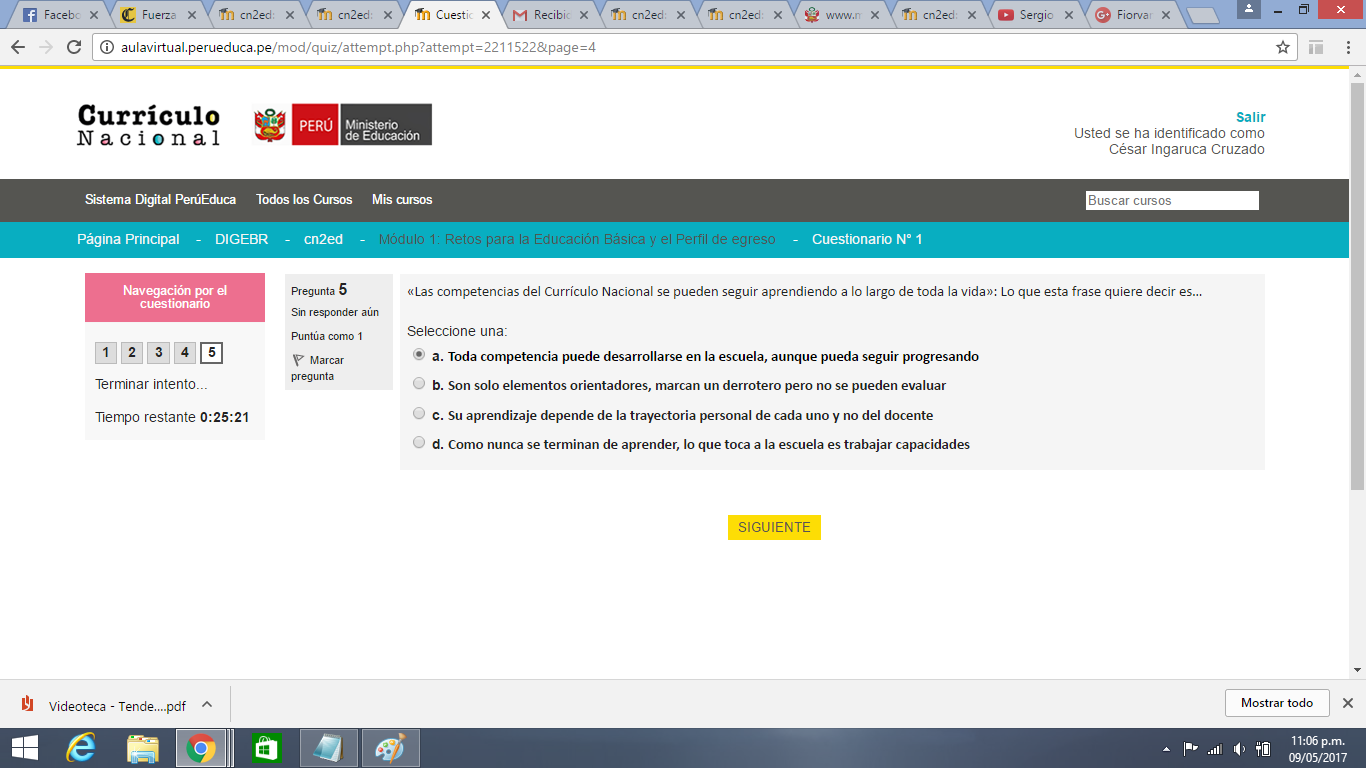 Facebo
Fuerza
cn2ed:
cn2ed:
Cuestic
Recibic
cn2ed:
cn2ed:
www.m
cn2ed:
Sergio
Fiorvar
aulavirtual.perueduca.pe/mod/quiz/attempt.php?attempt=2211522&page=4
Currículo
Nacional
PERÚ
Ministerio
de Educación
Salir
Usted se ha identificado como
César Ingaruca Cruzado
Sistema Digital PerúEduca Todos los Cursos Mis cursos
Buscar cursos
Página Principal - DIGEBR - cn2ed - Módulo 1: Retos para la Educación Básica y el Perfil de egreso - Cuestionario N° 1
Navegación por el
cuestionario
1 2 3 4 5
Terminar intento...
Tiempo restante 0:25:21
Pregunta 5
Sin responder aún
Puntúa como 1
Marcar
pregunta
«Las competencias del Currículo Nacional se pueden seguir aprendiendo a lo largo de toda la vida»: Lo que esta frase quiere decir es...
Seleccione una:
a. Toda competencia puede desarrollarse en la escuela, aunque pueda seguir progresando
b. Son solo elementos orientadores, marcan un derrotero pero no se pueden evaluar
c. Su aprendizaje depende de la trayectoria personal de cada uno y no del docente
d. Como nunca se terminan de aprender, lo que toca a la escuela es trabajar capacidades
SIGUIENTE
Videoteca - Tende....pdf
Mostrar todo
11:06 p.m.
09/05/2017